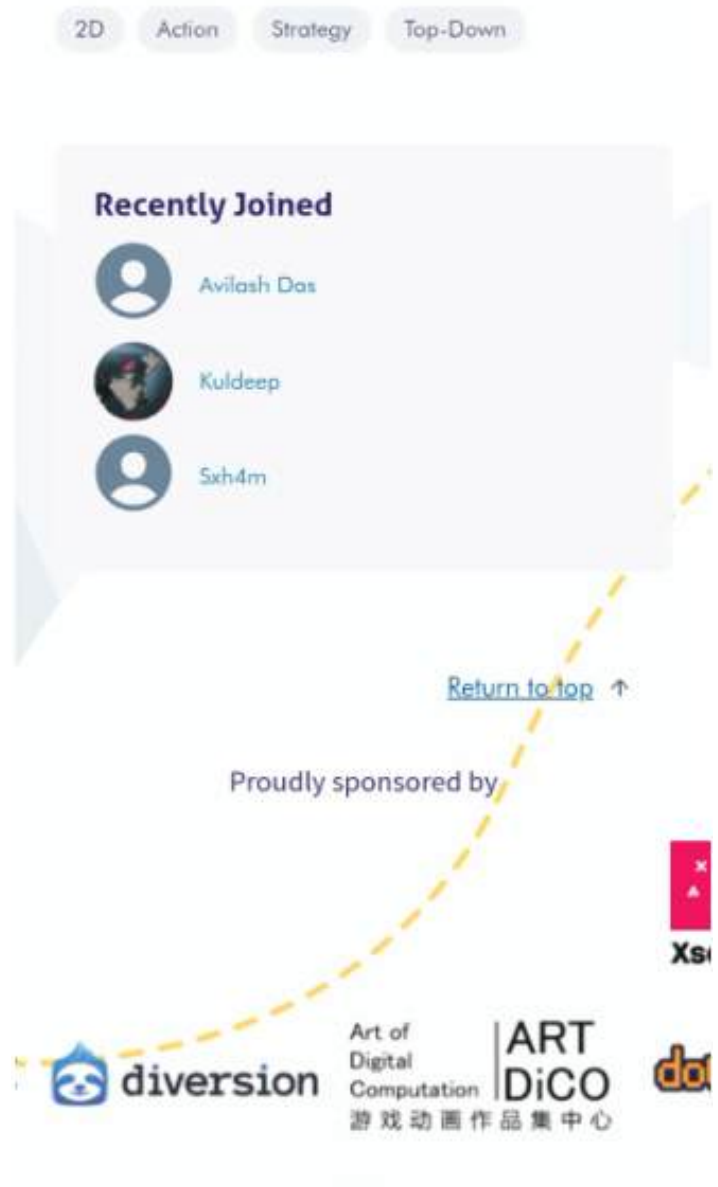 2D Action Strategy Top-Down
Recently Joined
Avilash Das
Kuldeep
Sxh4m
Return to top ↑
Proudly sponsored by
diversion
Art of
Digital
Computation
ART
DiCO
游戏动画作品集中心